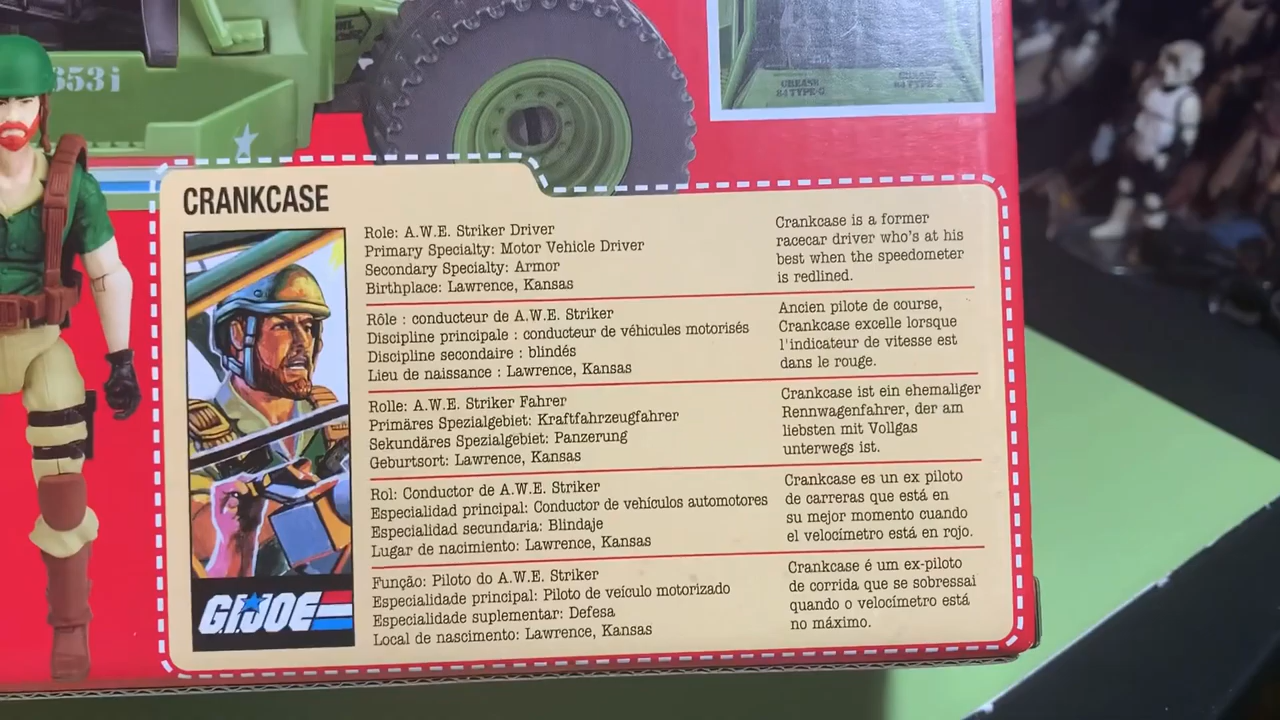 653i
GREASE
84 TYPE-G
CRANKCASE
Role: A.W.E. Striker Driver
Primary Specialty: Motor Vehicle Driver
Secondary Specialty: Armor
Birthplace: Lawrence, Kansas
Crankcase is a former
racecar driver who's at his
best when the speedometer
is redlined.
Rôle : conducteur de A.W.E. Striker
Discipline principale : conducteur de véhicules motorisés
Discipline secondaire : blindés
Lieu de naissance : Lawrence, Kansas
Ancien pilote de course,
Crankcase excelle lorsque
l'indicateur de vitesse est
dans le rouge.
Rolle: A.W.E. Striker Fahrer
Primäres Spezialgebiet: Kraftfahrzeugfahrer
Sekundäres Spezialgebiet: Panzerung
Geburtsort: Lawrence, Kansas
Crankcase ist ein ehemaliger
Rennwagenfahrer, der am
liebsten mit Vollgas
unterwegs ist.
Rol: Conductor de A.W.E. Striker
Especialidad principal: Conductor de vehículos automotores
Especialidad secundaria: Blindaje
Lugar de nacimiento: Lawrence, Kansas
Crankcase es un ex piloto
de carreras que está en
su mejor momento cuando
el velocímetro está en rojo.
Função: Piloto do A.W.E. Striker
Especialidade principal: Piloto de veículo motorizado
Especialidade suplementar: Defesa
Local de nascimento: Lawrence, Kansas
Crankcase é um ex-piloto
de corrida que se sobressai
quando o velocímetro está
no máximo.
G.I. JOE